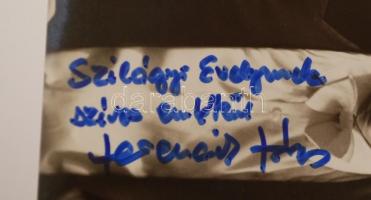 Szilágyi Evelynnek
szíves emlékül
darabanth